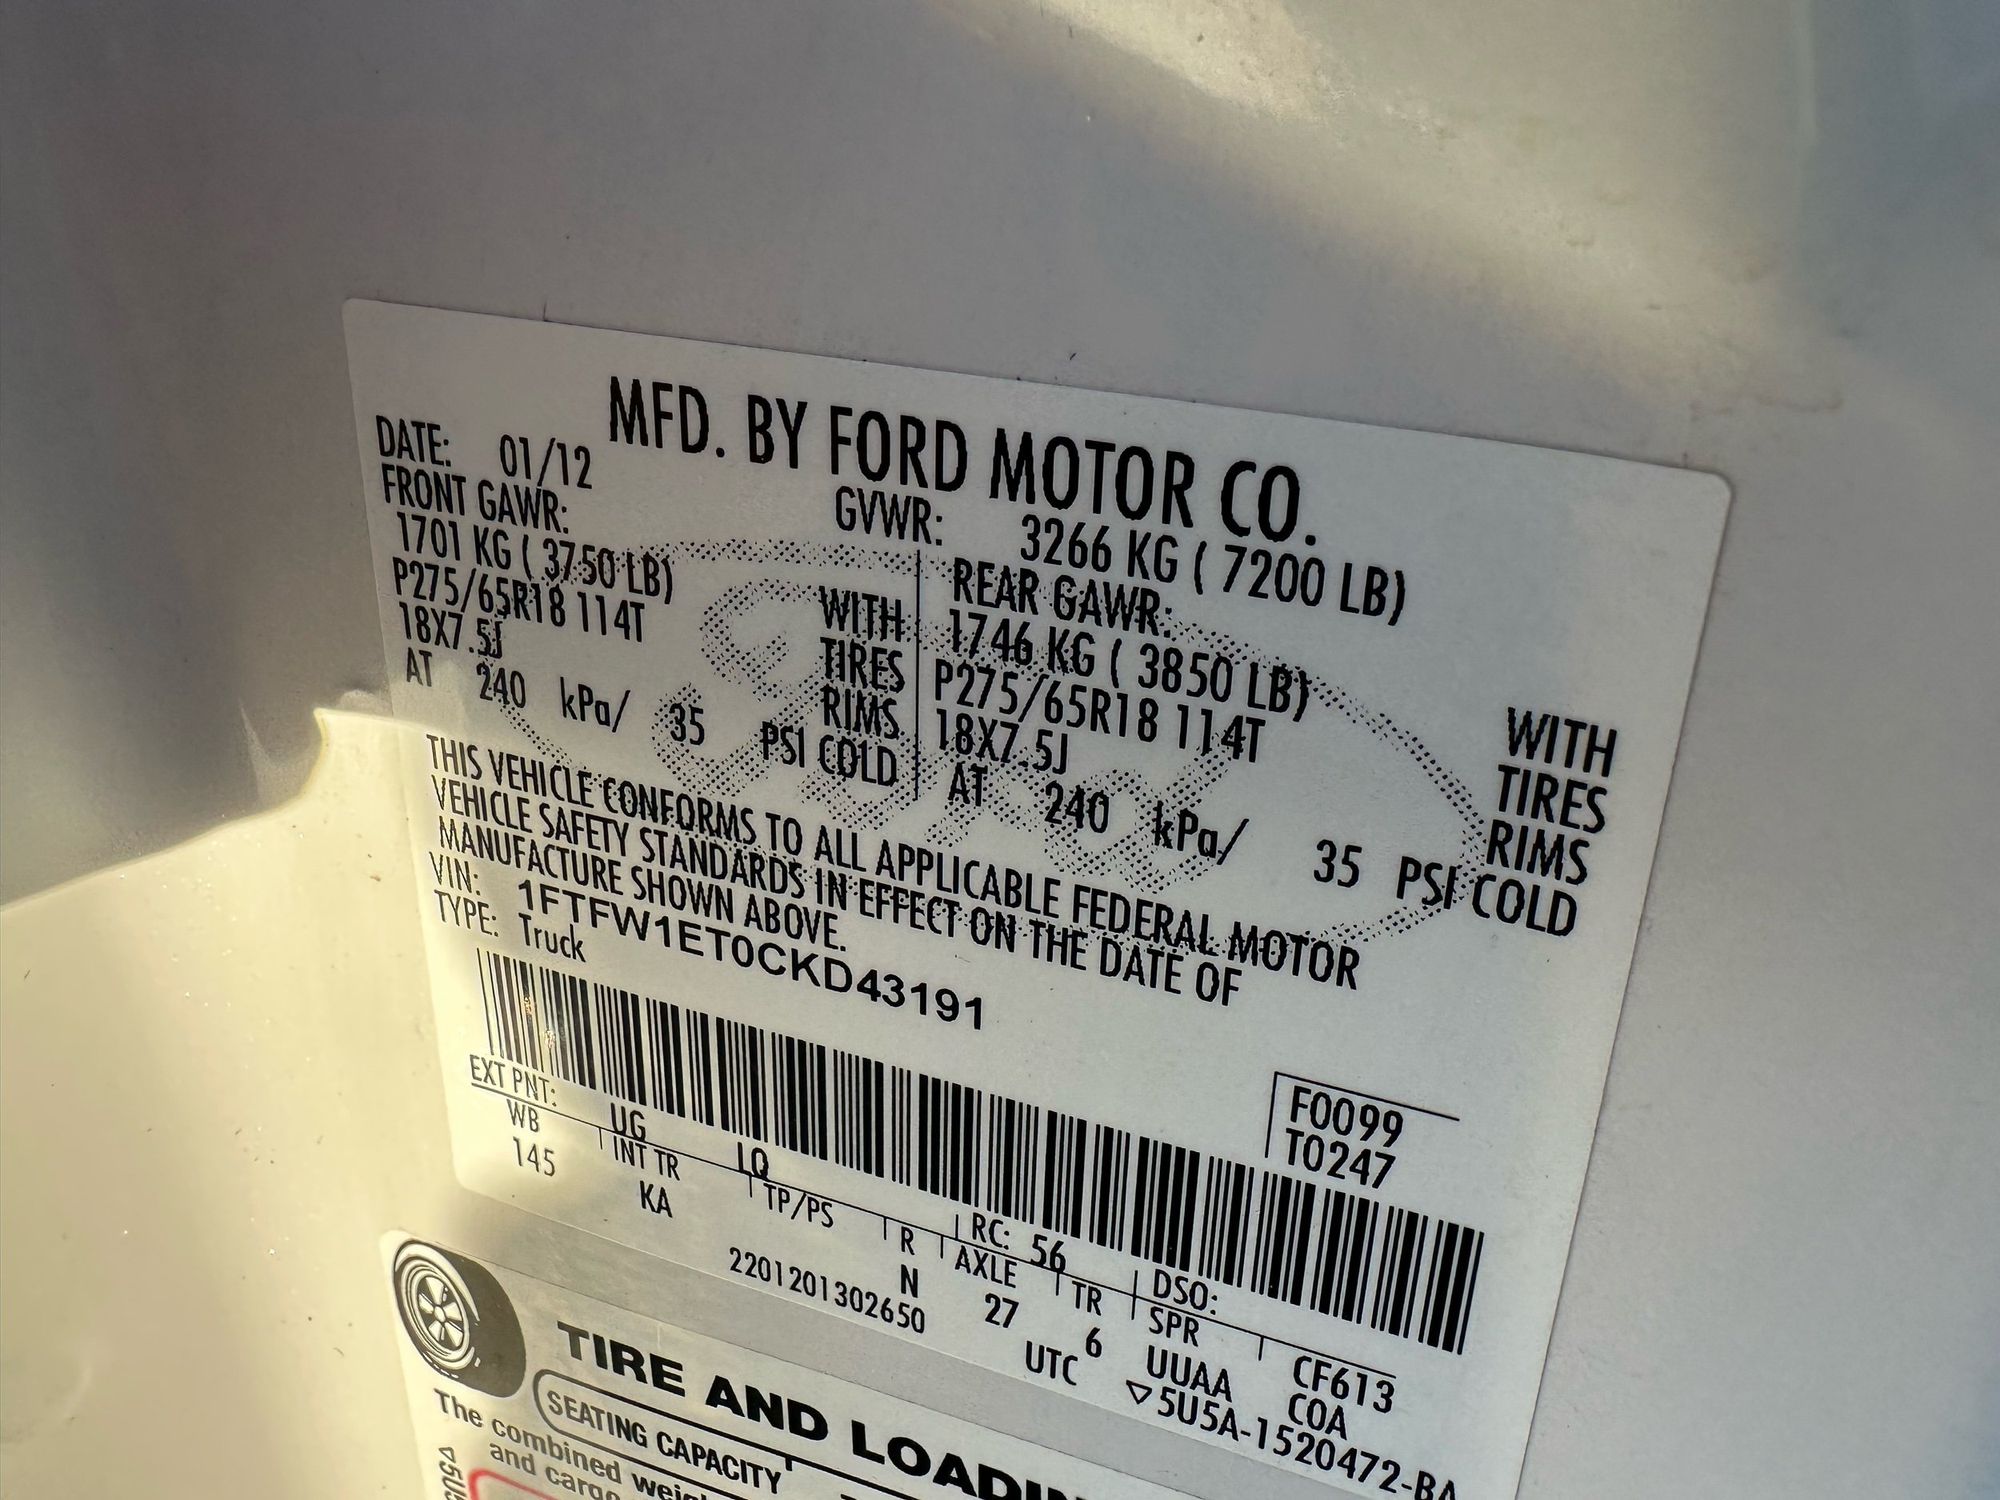 MFD. BY FORD MOTOR CO.
DATE: 01/12 GVWR: 3266 KG ( 7200 LB)
FRONT GAWR: REAR GAWR:
1701 KG ( 3750 LB) WITH 1746 KG ( 3850 LB) WITH
P275/65R18 114T TIRES P275/65R18 114T TIRES
18X7.5J RIMS 18X7.5J RIMS
AT 240 kPa/ 35 PSI COLD AT 240 kPa/ 35 PSI COLD
THIS VEHICLE CONFORMS TO ALL APPLICABLE FEDERAL MOTOR
VEHICLE SAFETY STANDARDS IN EFFECT ON THE DATE OF
MANUFACTURE SHOWN ABOVE.
VIN: 1FTFW1ET0CKD43191
TYPE: Truck
F0099
T0247
EXT PNT: UG LQ RC: 56 DSO:
WB INT TR TP/PS R AXLE TR SPR CF613
145 KA N 27 6 UUAA COA
2201201302650 UTC ▽5U5A-1520472-BA
Ford
TIRE AND LOADIN
SEATING CAPACITY
The combined weig
and cargo